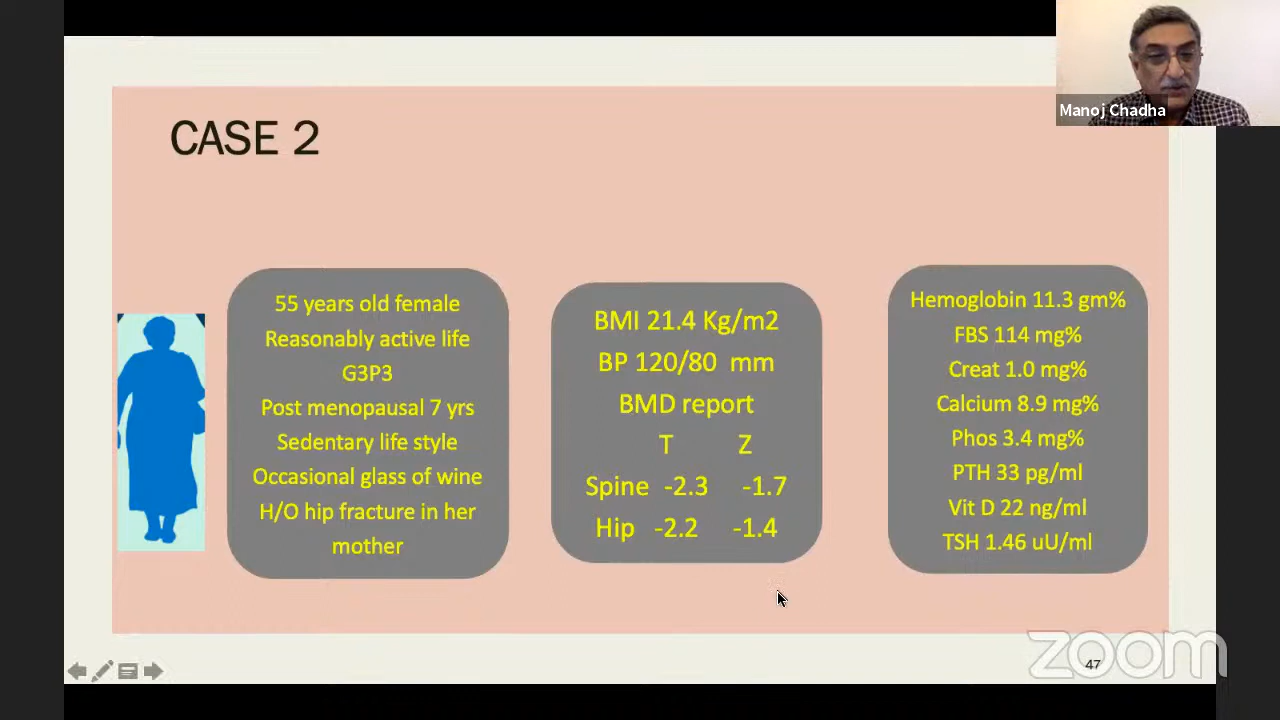 Manoj Chadha
CASE 2
55 years old female
Reasonably active life
G3P3
Post menopausal 7 yrs
Sedentary life style
Occasional glass of wine
H/O hip fracture in her
mother
BMI 21.4 Kg/m2
BP 120/80 mm
BMD report
T Z
Spine -2.3 -1.7
Hip -2.2 -1.4
Hemoglobin 11.3 gm%
FBS 114 mg%
Creat 1.0 mg%
Calcium 8.9 mg%
Phos 3.4 mg%
PTH 33 pg/ml
Vit D 22 ng/ml
TSH 1.46 uU/ml
zoom
47